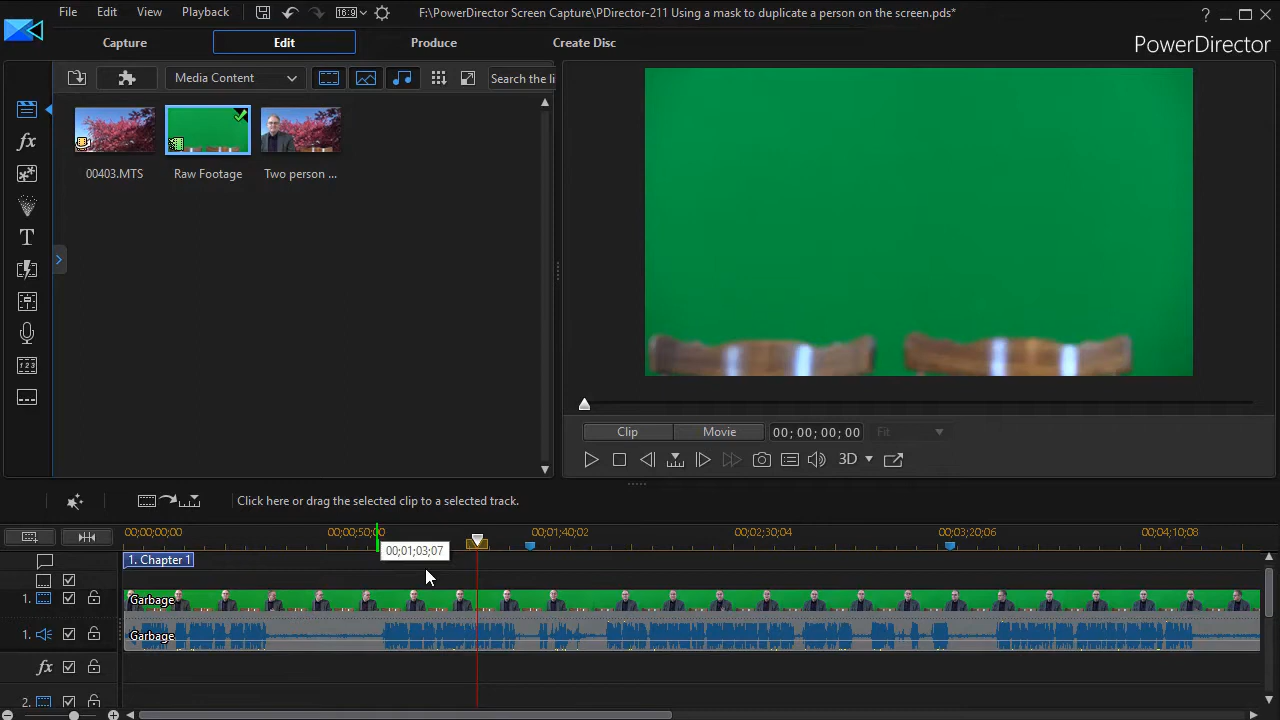 File Edit View Playback 16:9 F:\PowerDirector Screen Capture\PDirector-211 Using a mask to duplicate a person on the screen.pds* ?
Capture Edit Produce Create Disc PowerDirector
Media Content Search the li
00403.MTS Raw Footage Two person ...
fx
T
Clip Movie 00; 00; 00; 00 Fit
3D
Click here or drag the selected clip to a selected track.
00;00;00;00 00;00;50;00 00;01;40;02 00;02;30;04 00;03;20;06 00;04;10;08
00;01;03;07
1. Chapter 1
1. Garbage
1. Garbage
fx
2.